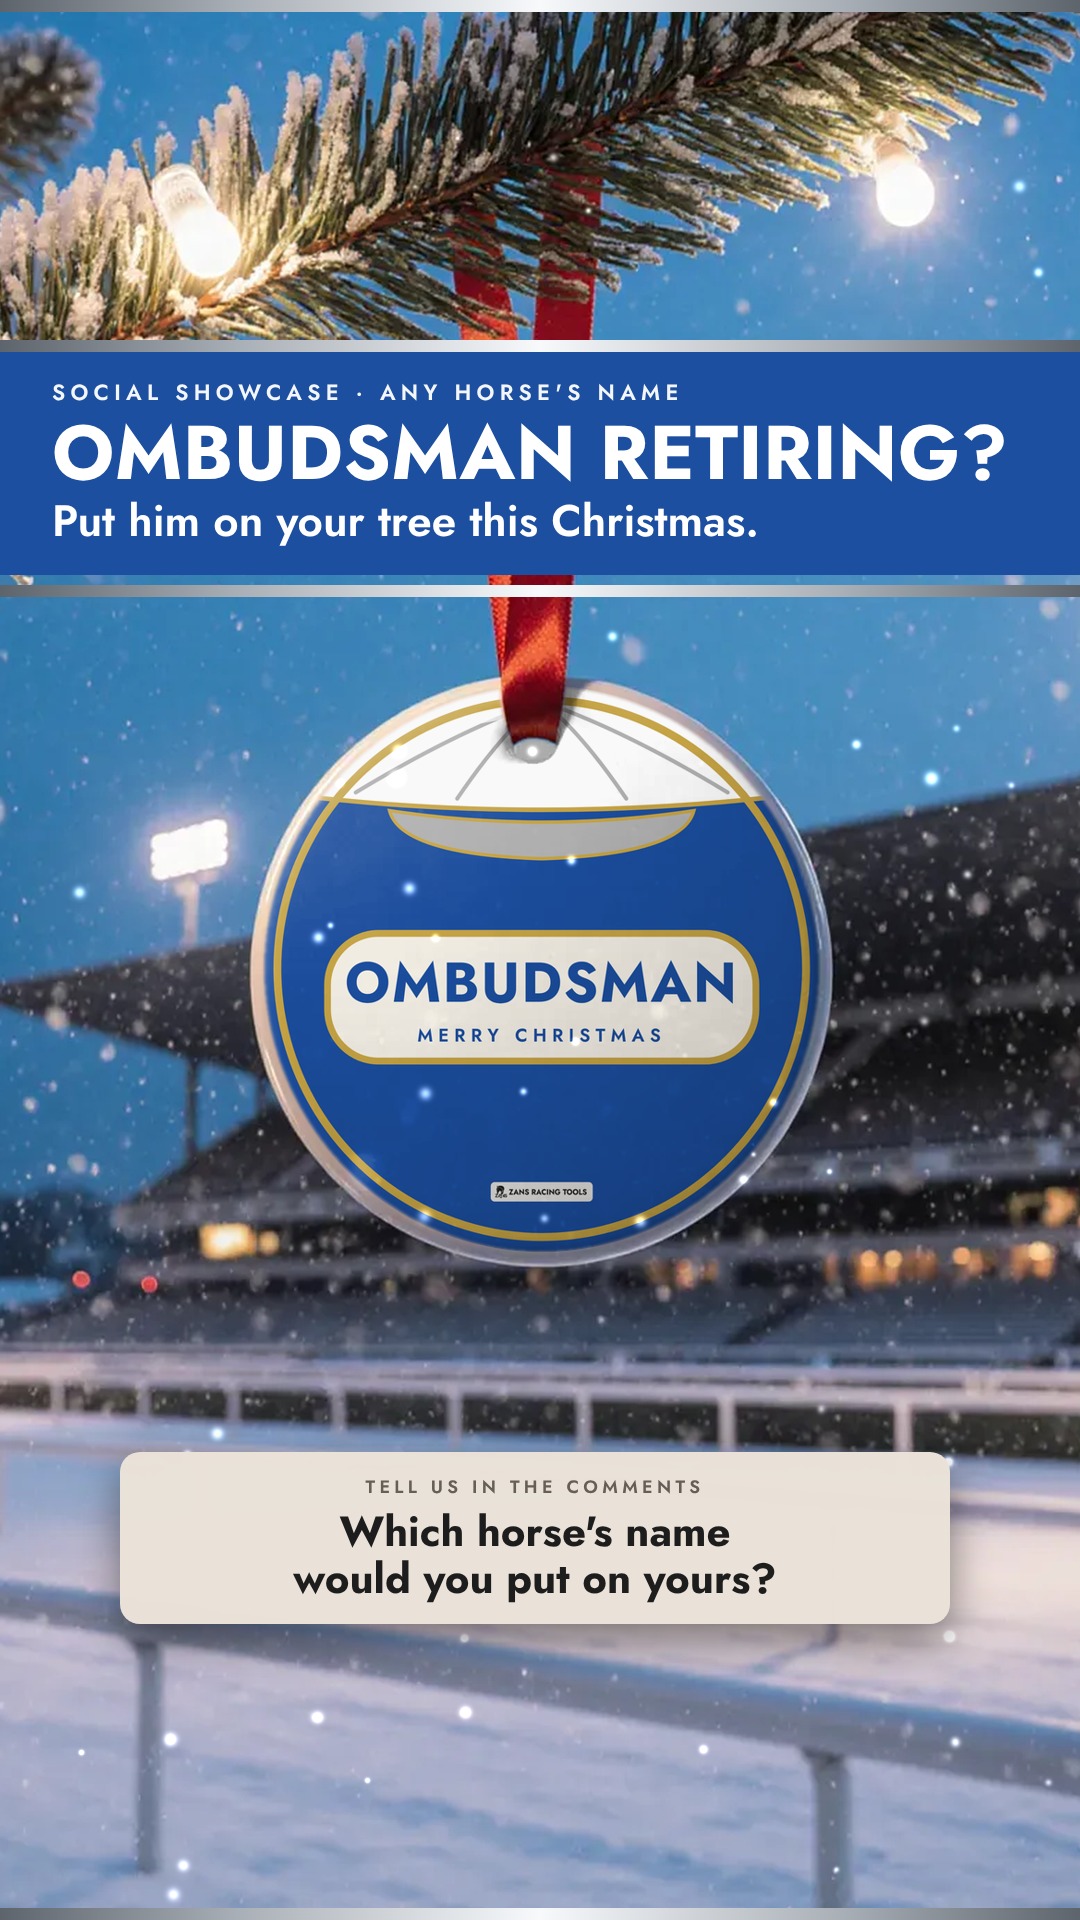 SOCIAL SHOWCASE · ANY HORSE'S NAME
OMBUDSMAN RETIRING?
Put him on your tree this Christmas.
OMBUDSMAN
MERRY CHRISTMAS
ZANS RACING TOOLS
TELL US IN THE COMMENTS
Which horse's name
would you put on yours?